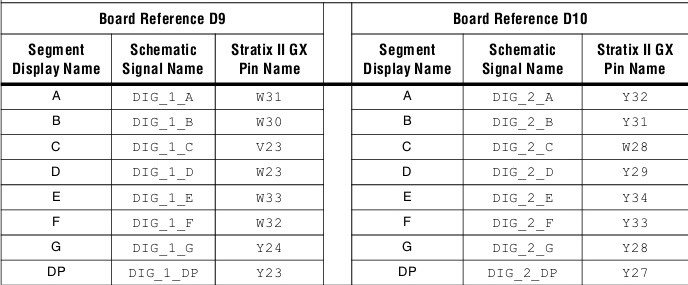 Board Reference D9 Board Reference D10
Segment Display Name Schematic Signal Name Stratix II GX Pin Name Segment Display Name Schematic Signal Name Stratix II GX Pin Name
A DIG_1_A W31 A DIG_2_A Y32
B DIG_1_B W30 B DIG_2_B Y31
C DIG_1_C V23 C DIG_2_C W28
D DIG_1_D W23 D DIG_2_D Y29
E DIG_1_E W33 E DIG_2_E Y34
F DIG_1_F W32 F DIG_2_F Y33
G DIG_1_G Y24 G DIG_2_G Y28
DP DIG_1_DP Y23 DP DIG_2_DP Y27